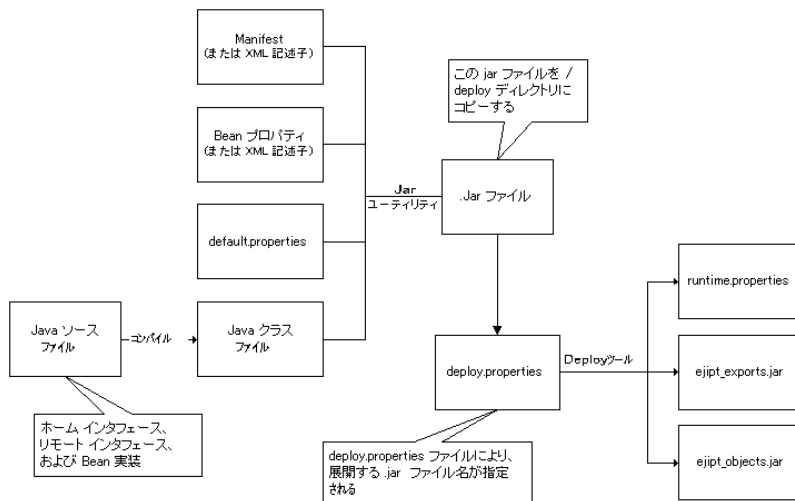 Manifest
(または XML 記述子)
この jar ファイルを /
deploy ディレクトリに
コピーする
Bean プロパティ
(または XML 記述子)
Jar
ユーティリティ
.Jar ファイル
default.properties
runtime.properties
Java ソース
ファイル
コンパイル
Java クラス
ファイル
deploy.properties
Deployツール
ejipt_exports.jar
ホーム インタフェース、
リモート インタフェース、
および Bean 実装
deploy.properties ファイルにより、
展開する .jar ファイル名が指定
される
ejipt_objects.jar